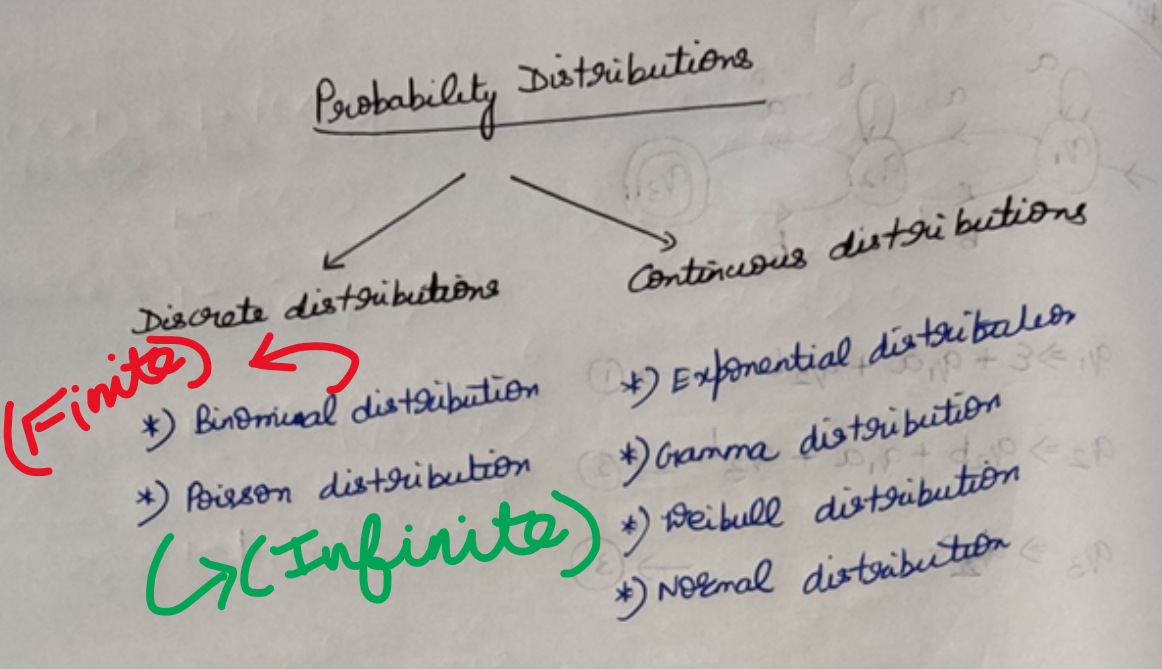 Probability Distributions
Discrete distributions
Continuous distributions
(Finite)
*) Binomial distribution
*) Poisson distribution
(Infinite)
*) Exponential distribution
*) Gamma distribution
*) Weibull distribution
*) Normal distribution